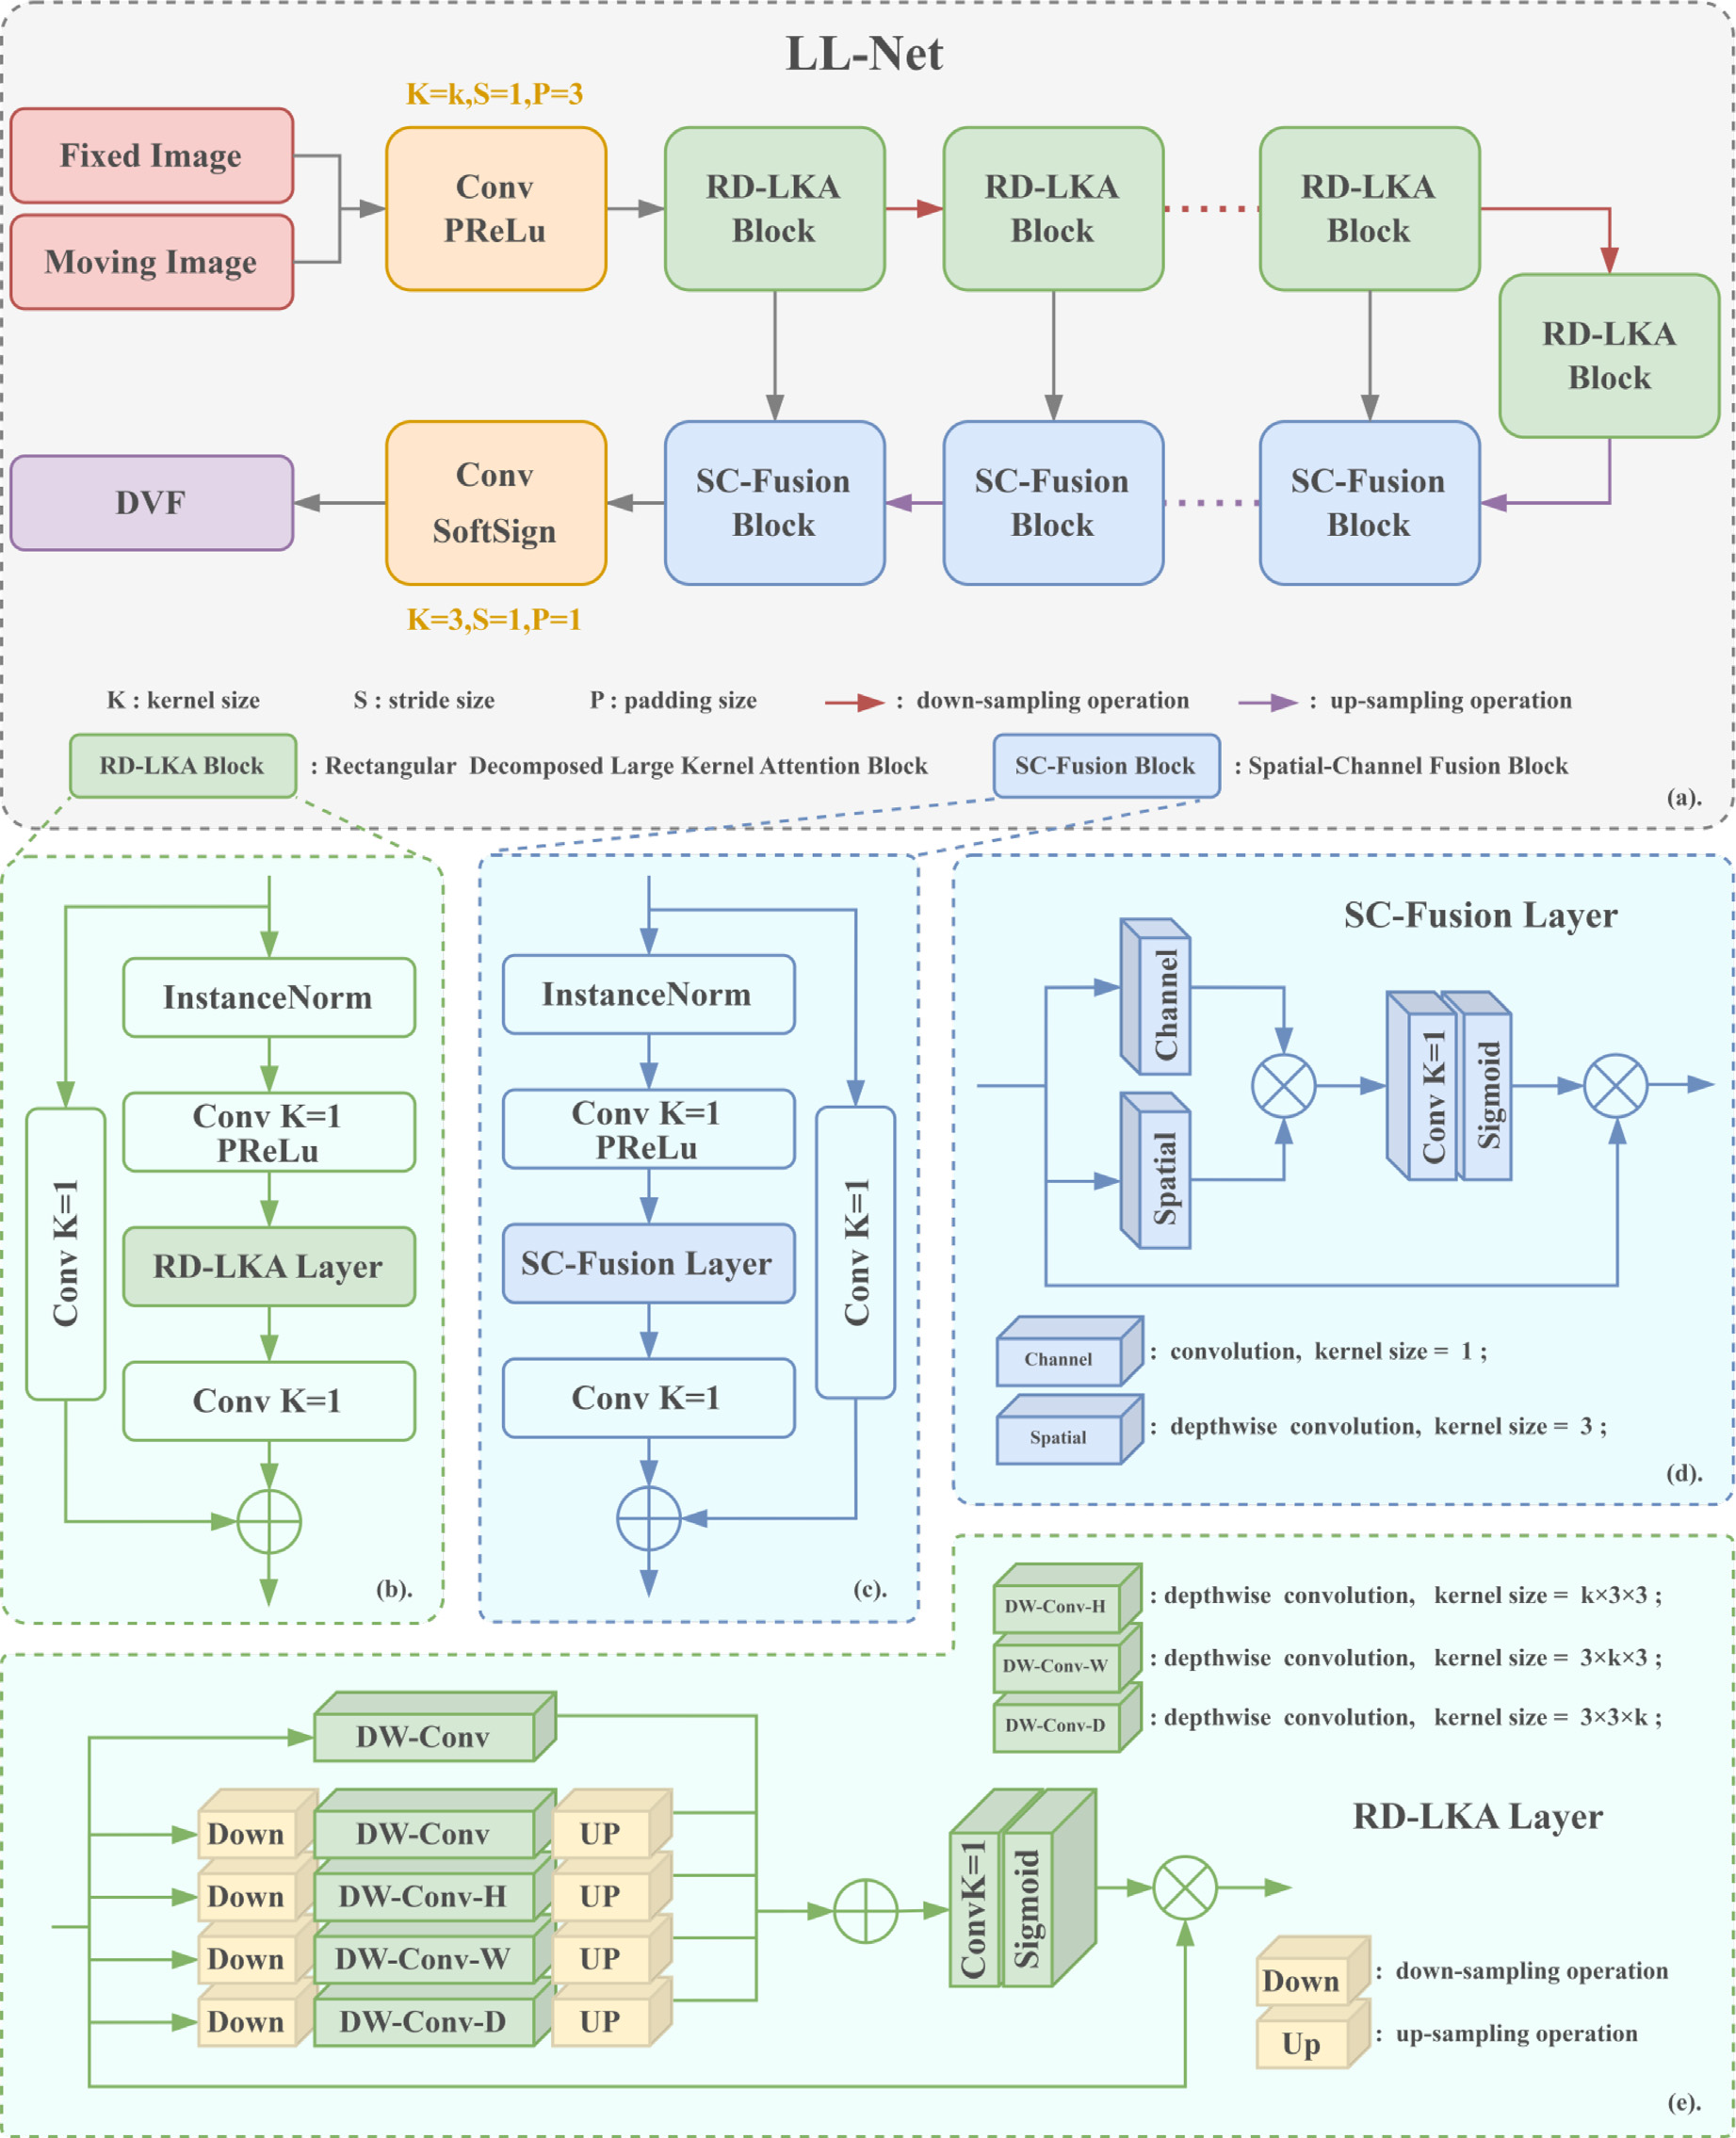 LL-Net
K=k,S=1,P=3
Fixed Image
Moving Image
Conv
PReLu
RD-LKA
Block
RD-LKA
Block
RD-LKA
Block
RD-LKA
Block
DVF
Conv
SoftSign
SC-Fusion
Block
SC-Fusion
Block
SC-Fusion
Block
K=3,S=1,P=1
K : kernel size
S : stride size
P : padding size
: down-sampling operation
: up-sampling operation
RD-LKA Block
: Rectangular Decomposed Large Kernel Attention Block
SC-Fusion Block
: Spatial-Channel Fusion Block
(a).
InstanceNorm
Conv K=1
PReLu
RD-LKA Layer
Conv K=1
Conv K=1
(b).
InstanceNorm
Conv K=1
PReLu
SC-Fusion Layer
Conv K=1
Conv K=1
(c).
SC-Fusion Layer
Channel
Spatial
Conv K=1
Sigmoid
Channel
: convolution, kernel size = 1 ;
Spatial
: depthwise convolution, kernel size = 3 ;
(d).
DW-Conv-H
: depthwise convolution, kernel size = k×3×3 ;
DW-Conv-W
: depthwise convolution, kernel size = 3×k×3 ;
DW-Conv-D
: depthwise convolution, kernel size = 3×3×k ;
DW-Conv
Down
DW-Conv
UP
Down
DW-Conv-H
UP
Down
DW-Conv-W
UP
Down
DW-Conv-D
UP
ConvK=1
Sigmoid
RD-LKA Layer
Down
: down-sampling operation
Up
: up-sampling operation
(e).